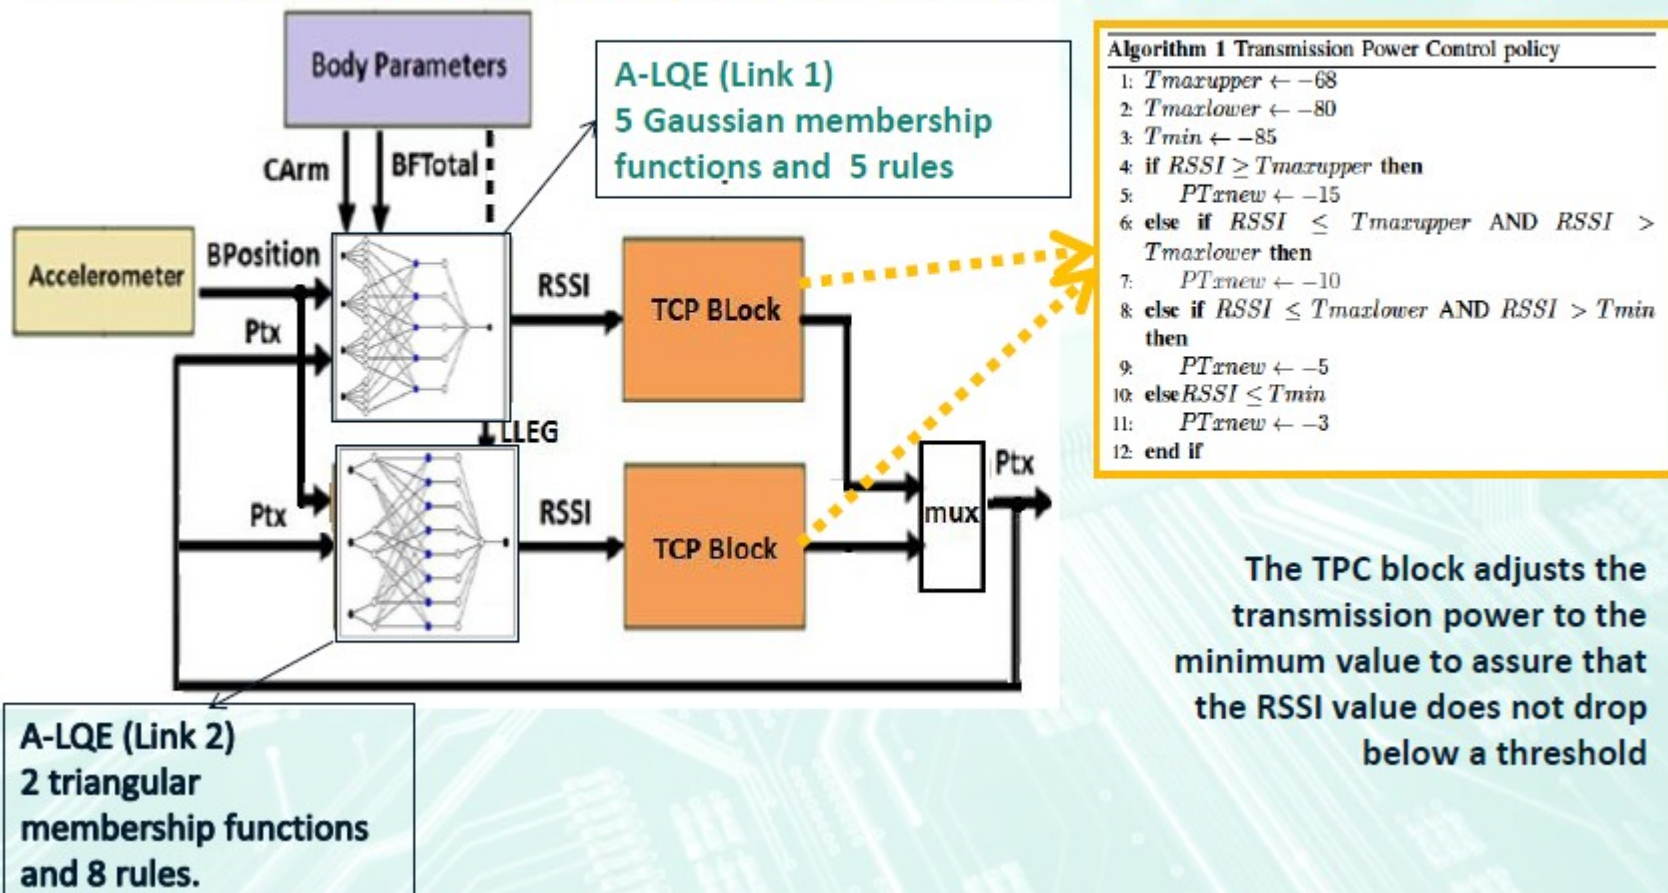 Body Parameters
CArm
BFTotal
A-LQE (Link 1)
5 Gaussian membership
functions and 5 rules
Accelerometer
BPosition
Ptx
RSSI
TCP BLock
LLEG
Ptx
RSSI
TCP Block
mux
Ptx
A-LQE (Link 2)
2 triangular
membership functions
and 8 rules.
Algorithm 1 Transmission Power Control policy
1: Tmaxupper ← −68
2: Tmaxlower ← −80
3: Tmin ← −85
4: if RSSI ≥ Tmaxupper then
5: PTxnew ← −15
6: else if RSSI ≤ Tmaxupper AND RSSI >
Tmaxlower then
7: PTxnew ← −10
8: else if RSSI ≤ Tmaxlower AND RSSI > Tmin
then
9: PTxnew ← −5
10: elseRSSI ≤ Tmin
11: PTxnew ← −3
12: end if
The TPC block adjusts the
transmission power to the
minimum value to assure that
the RSSI value does not drop
below a threshold